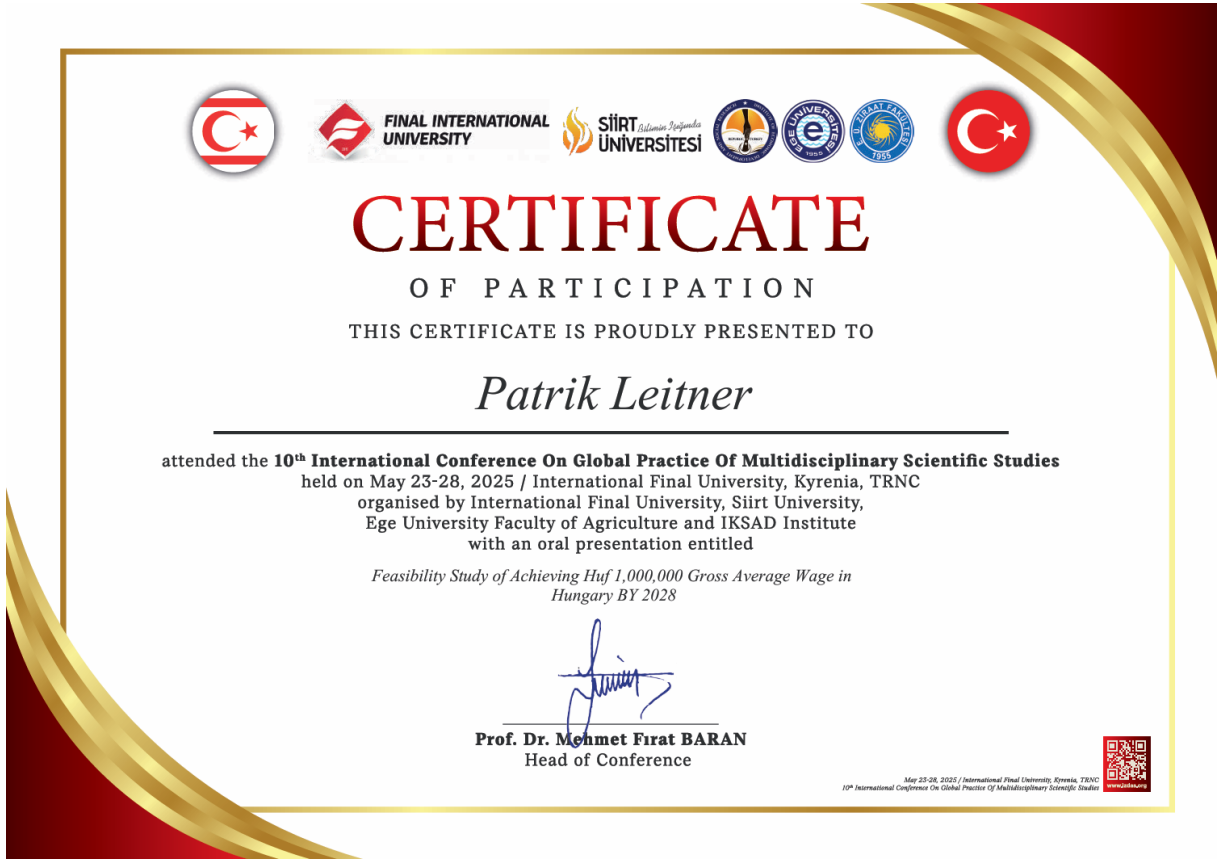 FINAL INTERNATIONAL
UNIVERSITY
SİİRT Bilimin Işığında
ÜNİVERSİTESİ
EGE ÜNİVERSİTESİ
e
1955
E. Ü. ZİRAAT FAKÜLTESİ
1955
CERTIFICATE
OF PARTICIPATION
THIS CERTIFICATE IS PROUDLY PRESENTED TO
Patrik Leitner
attended the 10th International Conference On Global Practice Of Multidisciplinary Scientific Studies
held on May 23-28, 2025 / International Final University, Kyrenia, TRNC
organised by International Final University, Siirt University,
Ege University Faculty of Agriculture and IKSAD Institute
with an oral presentation entitled
Feasibility Study of Achieving Huf 1,000,000 Gross Average Wage in
Hungary BY 2028
Prof. Dr. Mehmet Fırat BARAN
Head of Conference
May 23-28, 2025 / International Final University, Kyrenia, TRNC
10th International Conference On Global Practice Of Multidisciplinary Scientific Studies